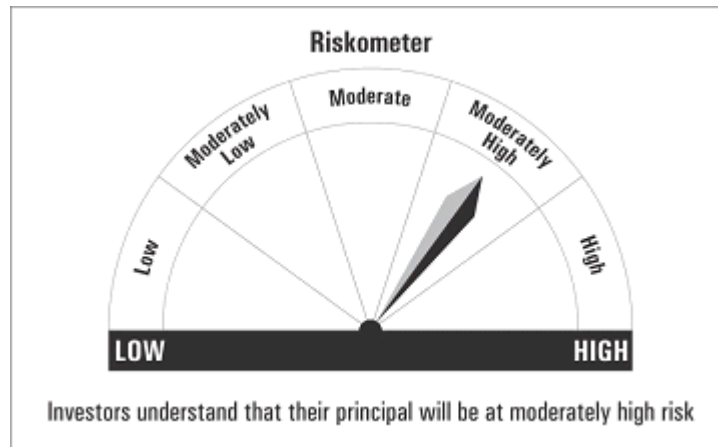 Riskometer
Low
Moderately
Low
Moderate
Moderately
High
High
LOW
HIGH
Investors understand that their principal will be at moderately high risk